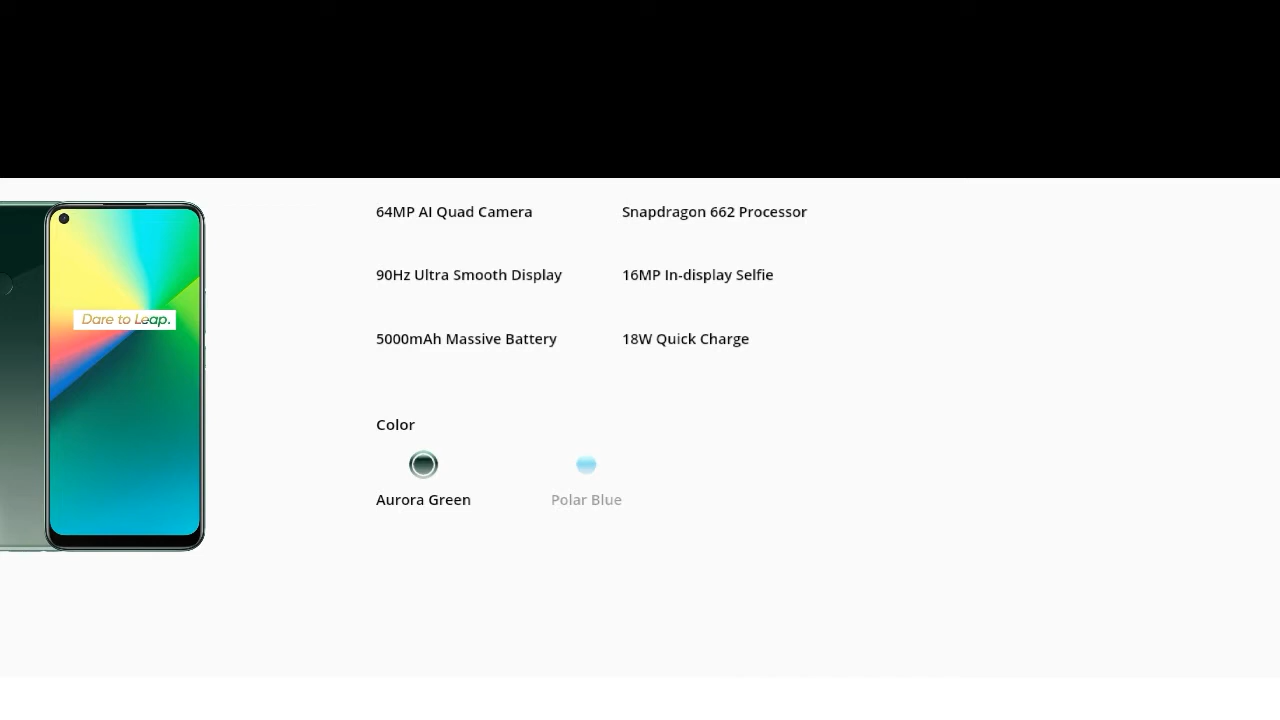 64MP AI Quad Camera
Snapdragon 662 Processor
90Hz Ultra Smooth Display
16MP In-display Selfie
Dare to Leap.
5000mAh Massive Battery
18W Quick Charge
Color
Aurora Green
Polar Blue